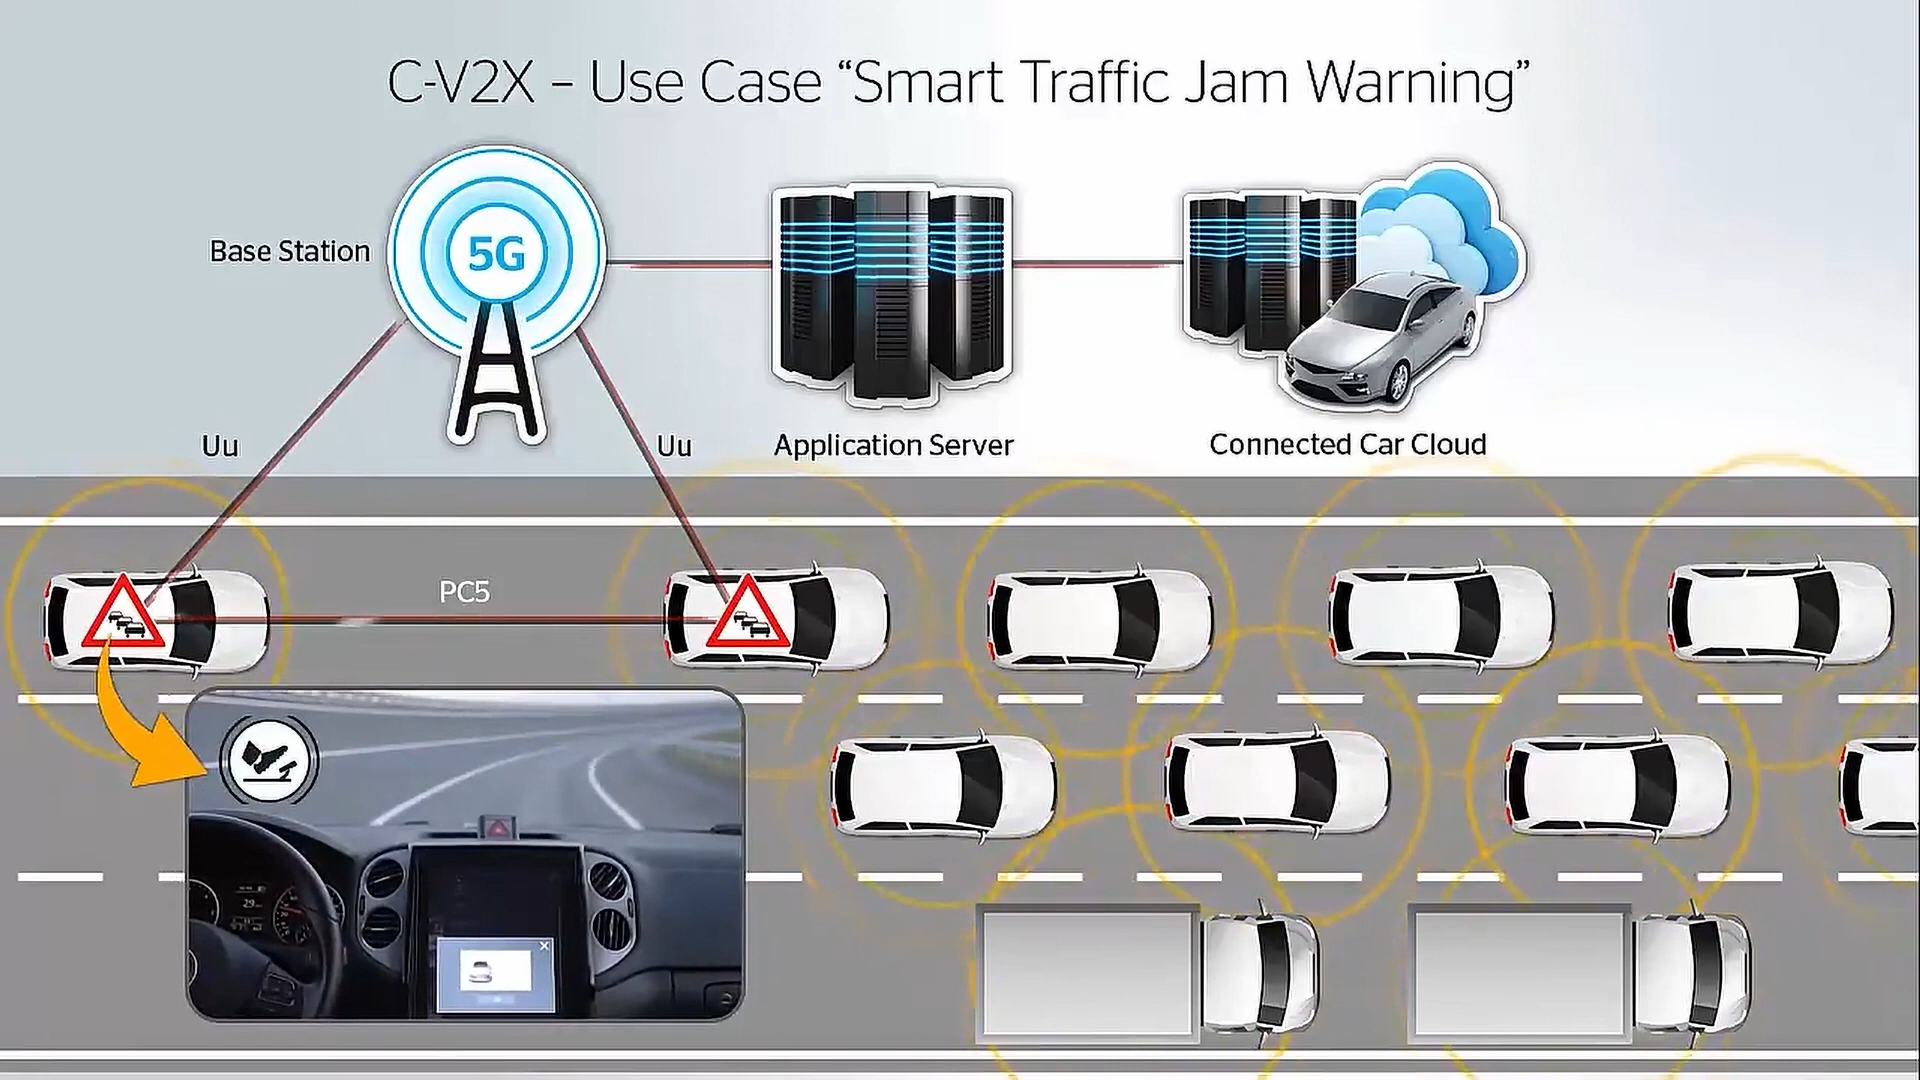 C-V2X – Use Case “Smart Traffic Jam Warning”
5G
Base Station
Uu
Uu
Application Server
Connected Car Cloud
PC5